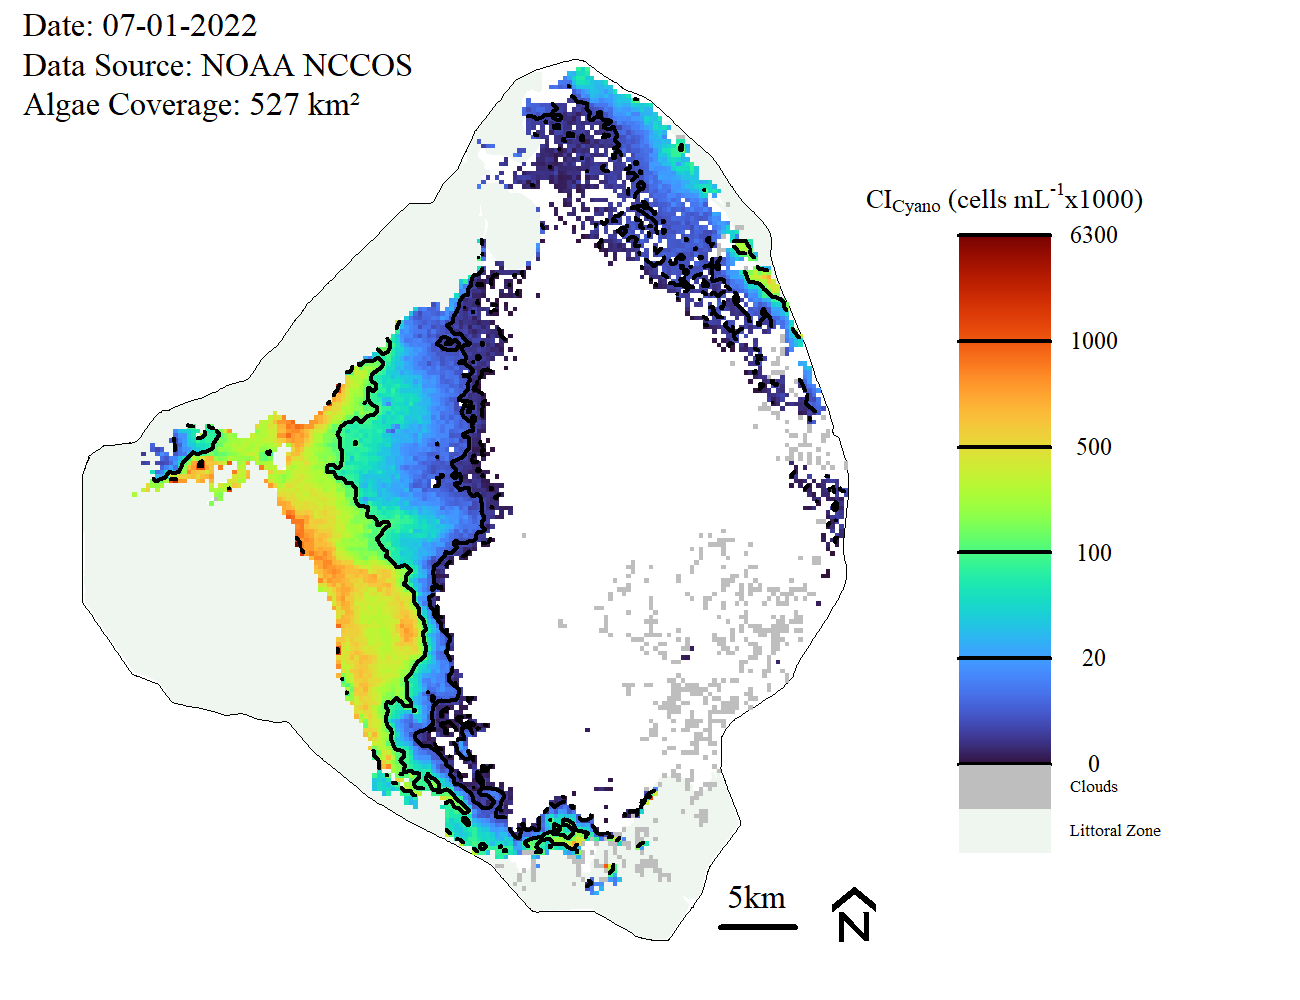 Date: 07-01-2022
Data Source: NOAA NCCOS
Algae Coverage: 527 km²
CI_Cyano (cells mL⁻¹x1000)
6300
1000
500
100
20
0
Clouds
Littoral Zone
5km
N